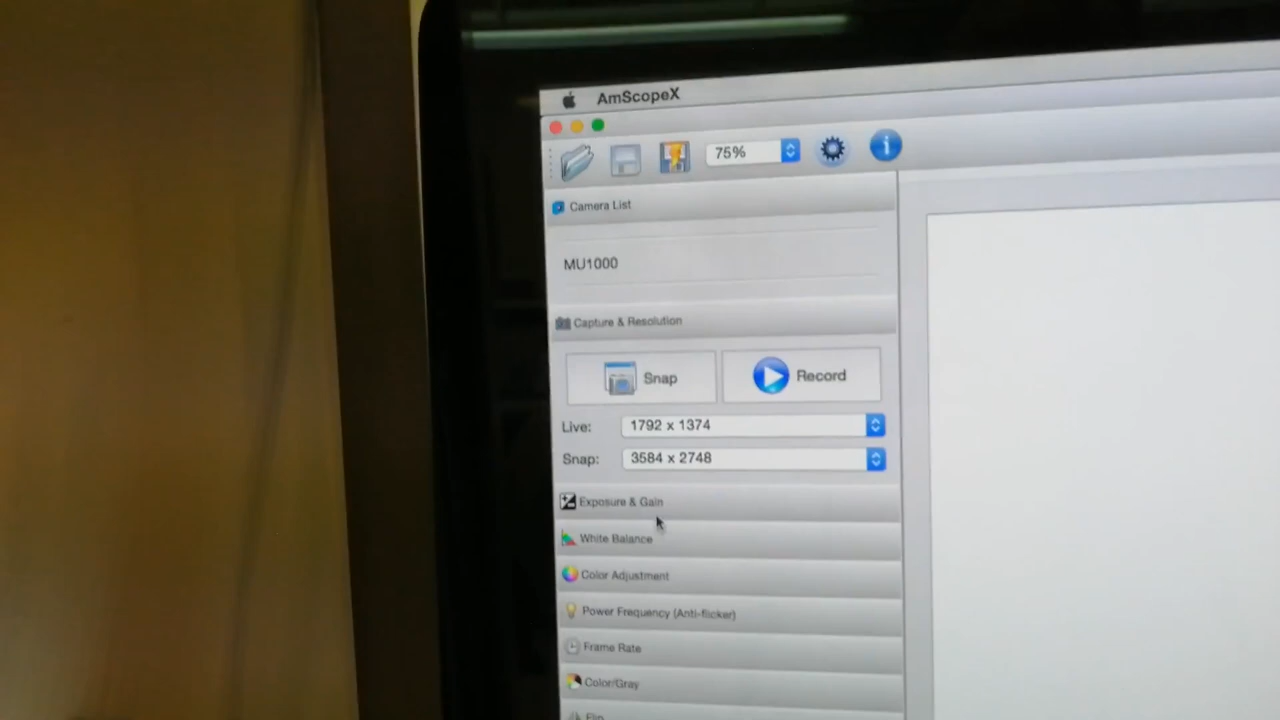 AmScopeX
75%
Camera List
MU1000
Capture & Resolution
Snap
Record
Live:
1792 x 1374
Snap:
3584 x 2748
Exposure & Gain
White Balance
Color Adjustment
Power Frequency (Anti-flicker)
Frame Rate
Color/Gray
Flip